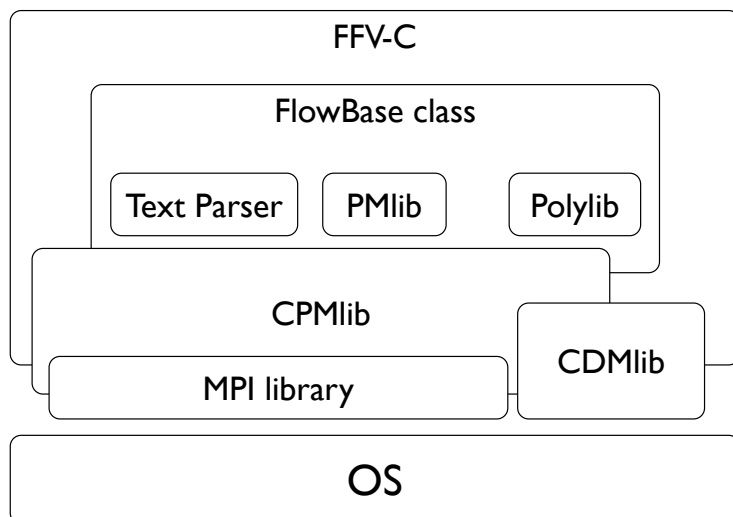 FFV-C
FlowBase class
Text Parser
PMlib
Polylib
CPMlib
CDMlib
MPI library
OS